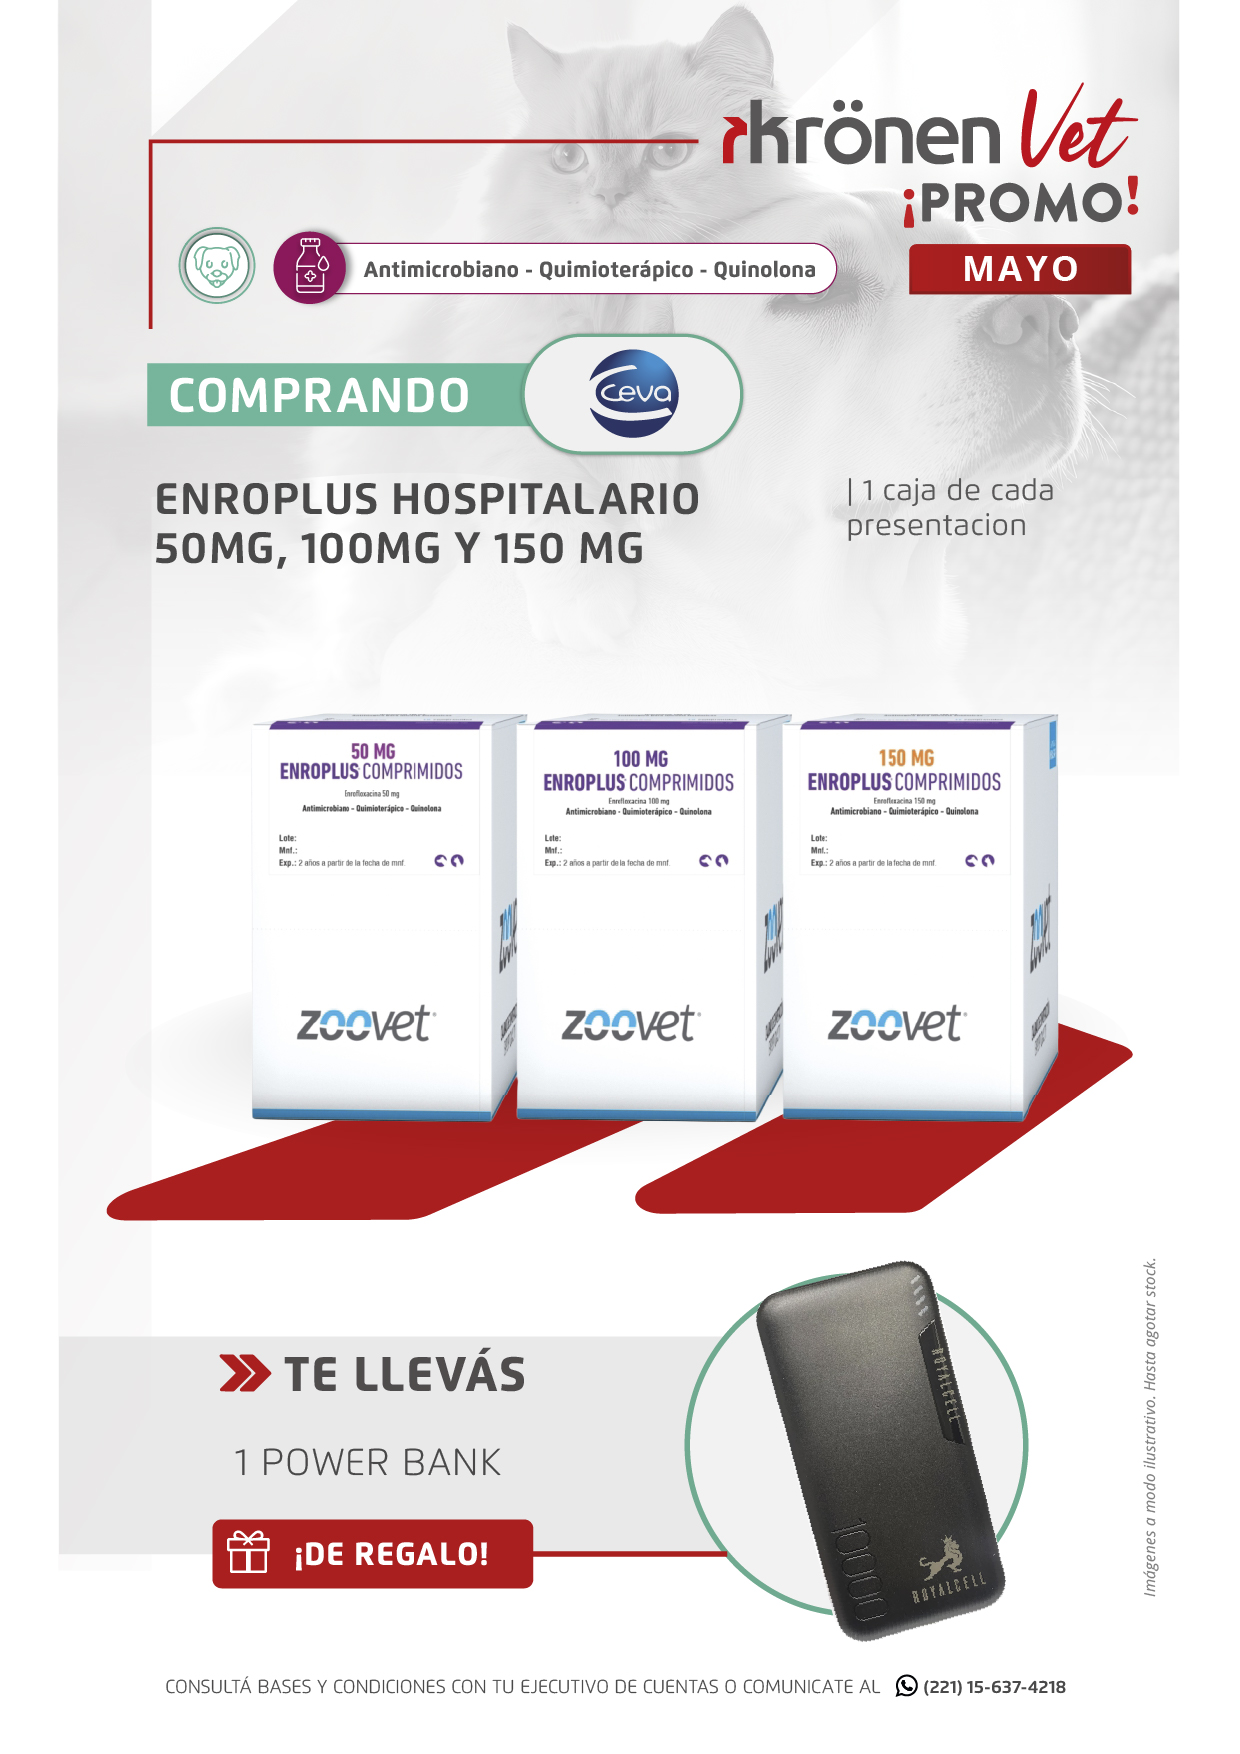 krönen Vet
¡PROMO!
MAYO
Antimicrobiano - Quimioterápico - Quinolona
COMPRANDO
ceva
ENROPLUS HOSPITALARIO
50MG, 100MG Y 150 MG
| 1 caja de cada
presentacion
50 MG
ENROPLUS COMPRIMIDOS
Enrofloxacina 50 mg
Antimicrobiano - Quimioterápico - Quinolona
Lote:
Mnf.:
Exp.: 2 años a partir de la fecha de mnf.
zoovet
100 MG
ENROPLUS COMPRIMIDOS
Enrofloxacina 100 mg
Antimicrobiano - Quimioterápico - Quinolona
Lote:
Mnf.:
Exp.: 2 años a partir de la fecha de mnf.
zoovet
150 MG
ENROPLUS COMPRIMIDOS
Enrofloxacina 150 mg
Antimicrobiano - Quimioterápico - Quinolona
Lote:
Mnf.:
Exp.: 2 años a partir de la fecha de mnf.
zoovet
zoovet
TE LLEVÁS
1 POWER BANK
¡DE REGALO!
ROYALCELL
10000
ROYALCELL
Imágenes a modo ilustrativo. Hasta agotar stock.
CONSULTÁ BASES Y CONDICIONES CON TU EJECUTIVO DE CUENTAS O COMUNICATE AL (221) 15-637-4218